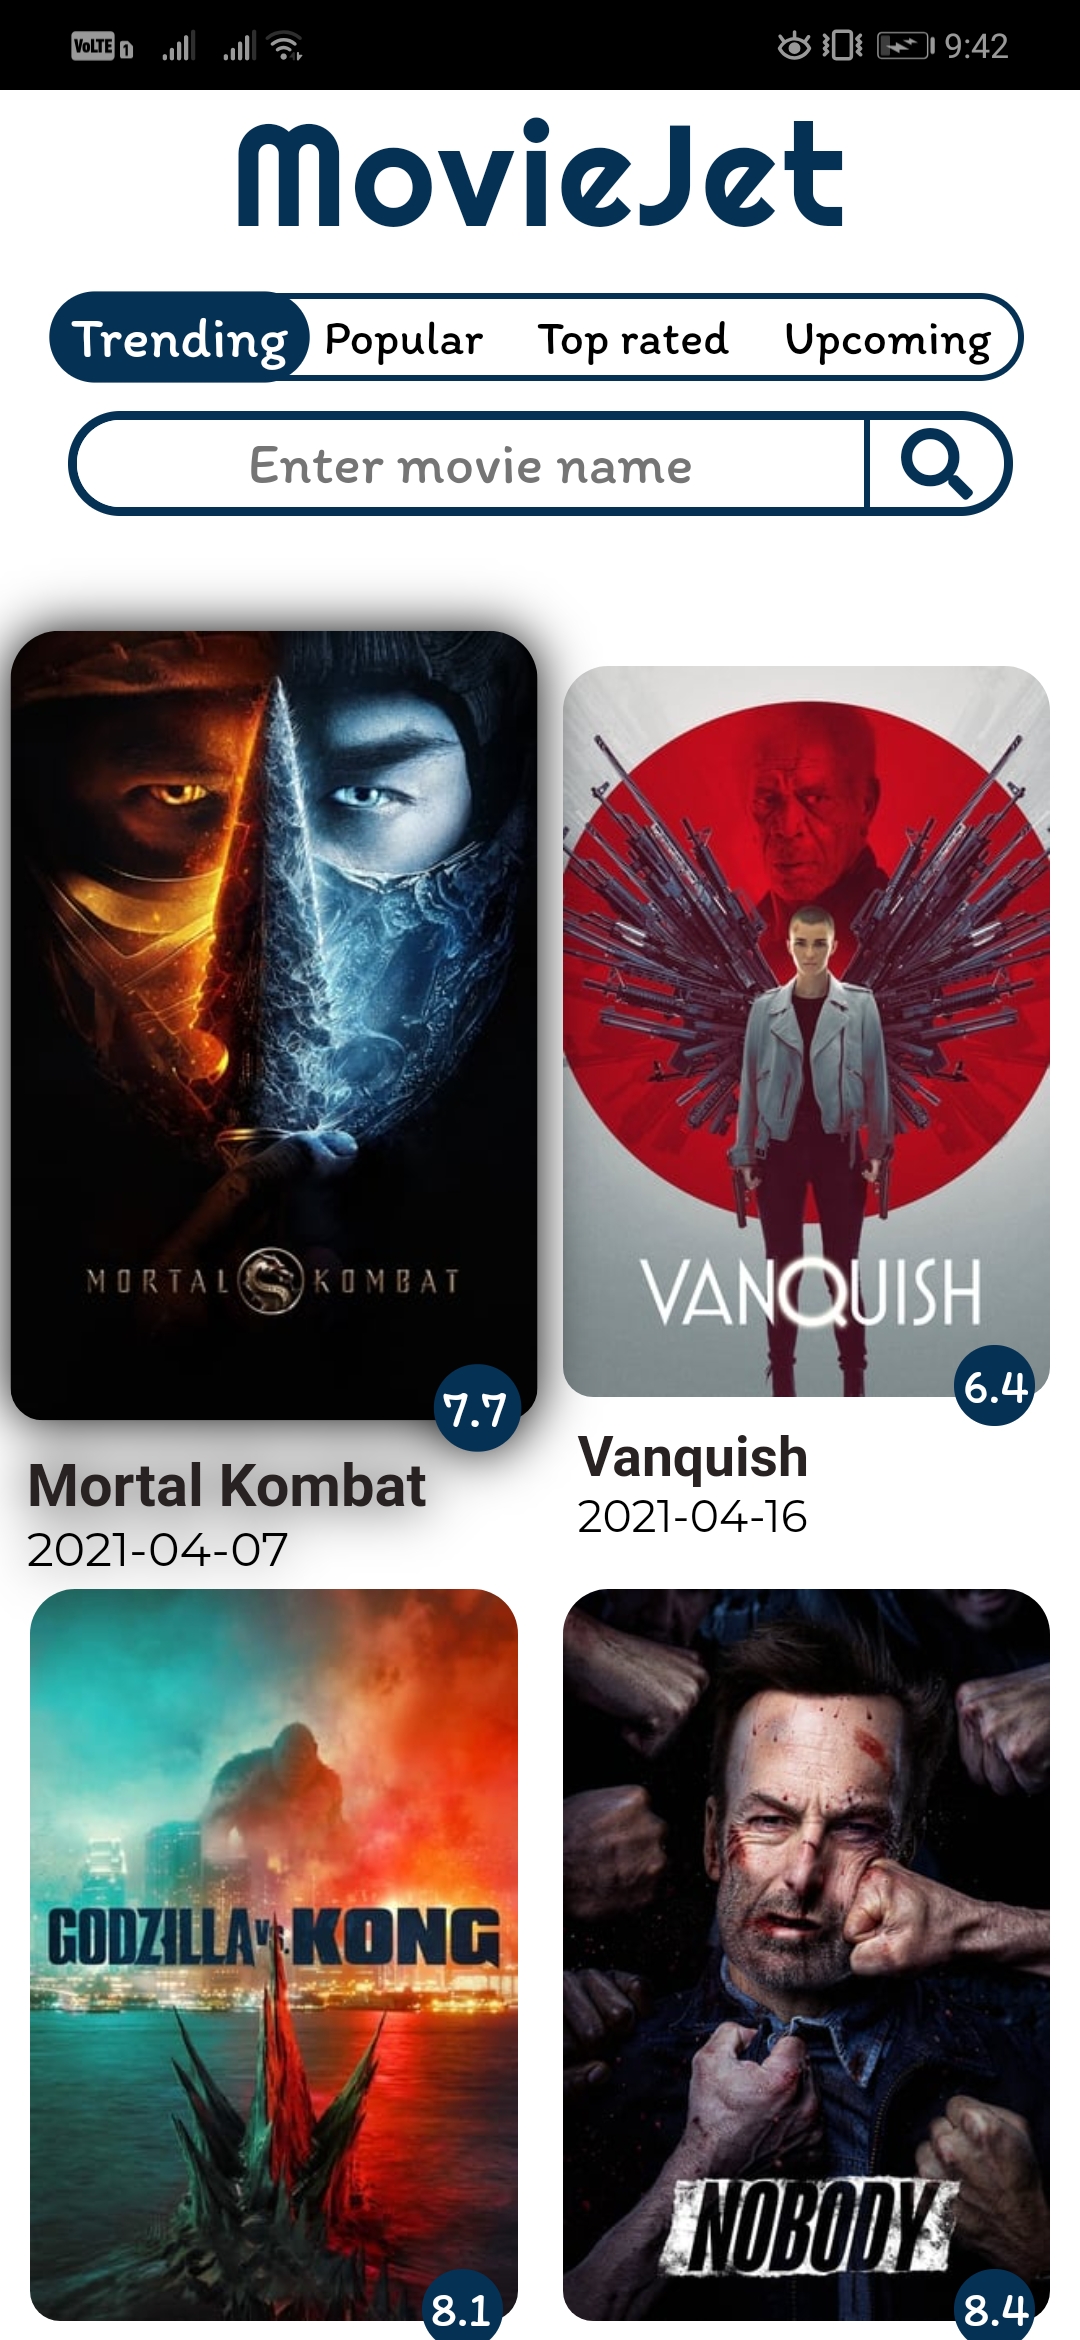 VoLTE 1 9:42
MovieJet
Trending Popular Top rated Upcoming
Enter movie name
MORTAL KOMBAT
VANQUISH
7.7
6.4
Mortal Kombat
2021-04-07
Vanquish
2021-04-16
GODZILLA vs. KONG
NOBODY
8.1
8.4